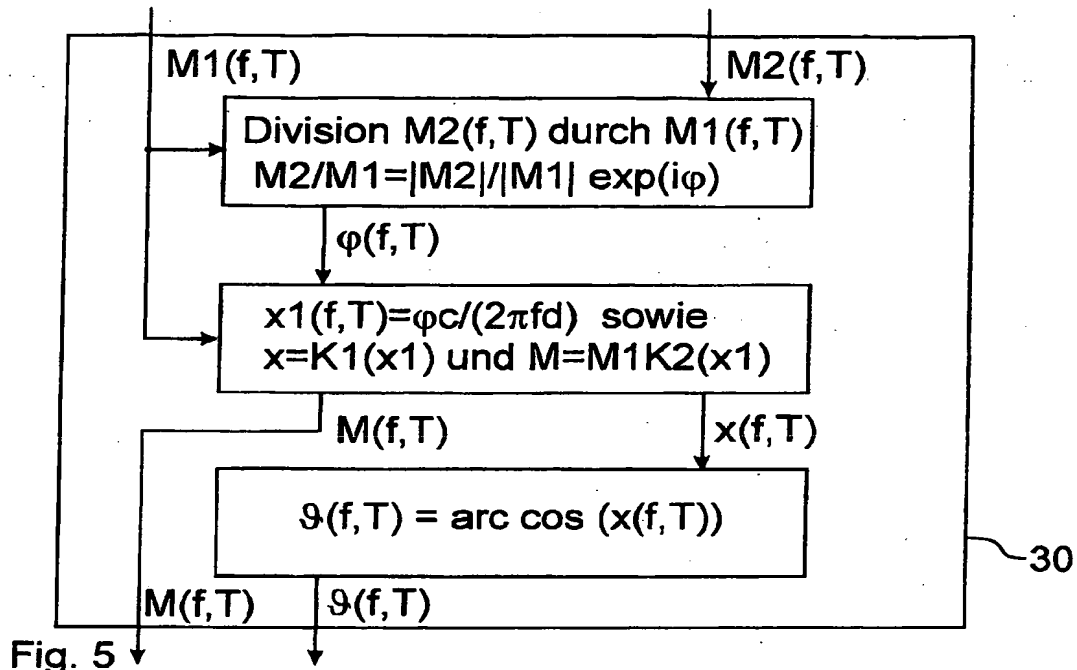 M1(f,T)
M2(f,T)
Division M2(f,T) durch M1(f,T)
M2/M1=|M2|/|M1| exp(iφ)
φ(f,T)
x1(f,T)=φc/(2πfd) sowie
x=K1(x1) und M=M1K2(x1)
M(f,T)
x(f,T)
ϑ(f,T) = arc cos (x(f,T))
30
M(f,T)
ϑ(f,T)
Fig. 5